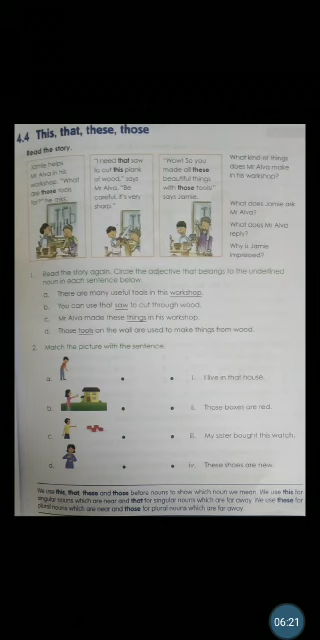 4.4 This, that, these, those
Read the story.
Jamie helps
Mr Alva in his
workshop. "What
are those tools
for?" he asks.
"I need that saw
to cut this plank
of wood," says
Mr Alva. "Be
careful, it's very
sharp."
"Wow! So you
made all these
beautiful things
with those tools!"
says Jamie.
What kind of things
does Mr Alva make
in his workshop?
What does Jamie ask
Mr Alva?
What does Mr Alva
reply?
Why is Jamie
impressed?
1. Read the story again. Circle the adjective that belongs to the underlined
noun in each sentence below.
a. There are many useful tools in this workshop.
b. You can use that saw to cut through wood.
c. Mr Alva made these things in his workshop.
d. Those tools on the wall are used to make things from wood.
2. Match the picture with the sentence.
a. i. I live in that house.
b. ii. Those boxes are red.
c. iii. My sister bought this watch.
d. iv. These shoes are new.
We use this, that, these and those before nouns to show which noun we mean. We use this for
singular nouns which are near and that for singular nouns which are far away. We use these for
plural nouns which are near and those for plural nouns which are far away.
06:21